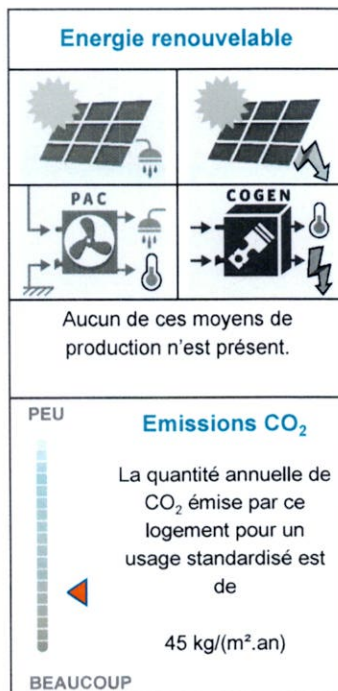 Energie renouvelable
PAC
COGEN
Aucun de ces moyens de
production n'est présent.
PEU
Emissions CO₂
La quantité annuelle de
CO₂ émise par ce
logement pour un
usage standardisé est
de
45 kg/(m².an)
BEAUCOUP